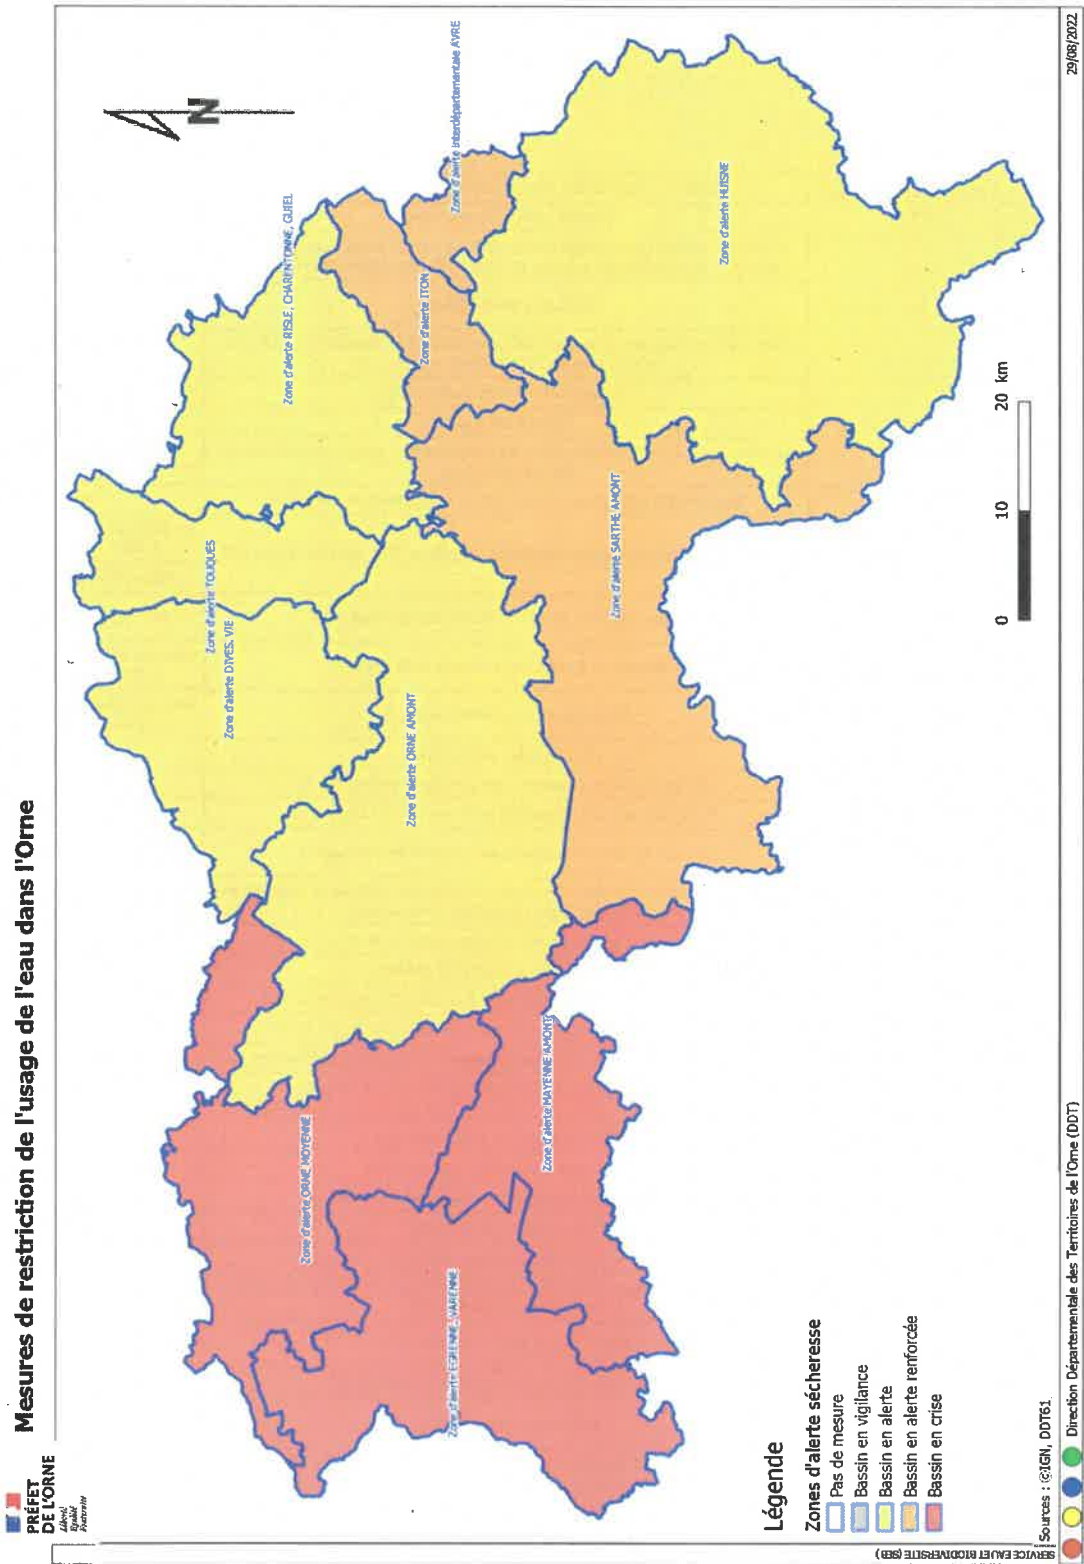 PRÉFET
DE L'ORNE
Liberté
Égalité
Fraternité
Mesures de restriction de l'usage de l'eau dans l'Orne
N
Zone d'alerte TOUQUES
Zone d'alerte DIVES, VIE
Zone d'alerte RISLE, CHARENTONNE, GUIEL
Zone d'alerte Interdépartementale AVRE
Zone d'alerte ITON
Zone d'alerte ORNE AMONT
Zone d'alerte ORNE MOYENNE
Zone d'alerte EGRENNE, VARENNE
Zone d'alerte MAYENNE AMONT
Zone d'alerte SARTHE AMONT
Zone d'alerte HUISNE
Légende
Zones d'alerte sécheresse
Pas de mesure
Bassin en vigilance
Bassin en alerte
Bassin en alerte renforcée
Bassin en crise
0 10 20 km
Sources : ©IGN, DDT61
SERVICE EAU ET BIODIVERSITE (SEB)
Direction Départementale des Territoires de l'Orne (DDT)
29/08/2022